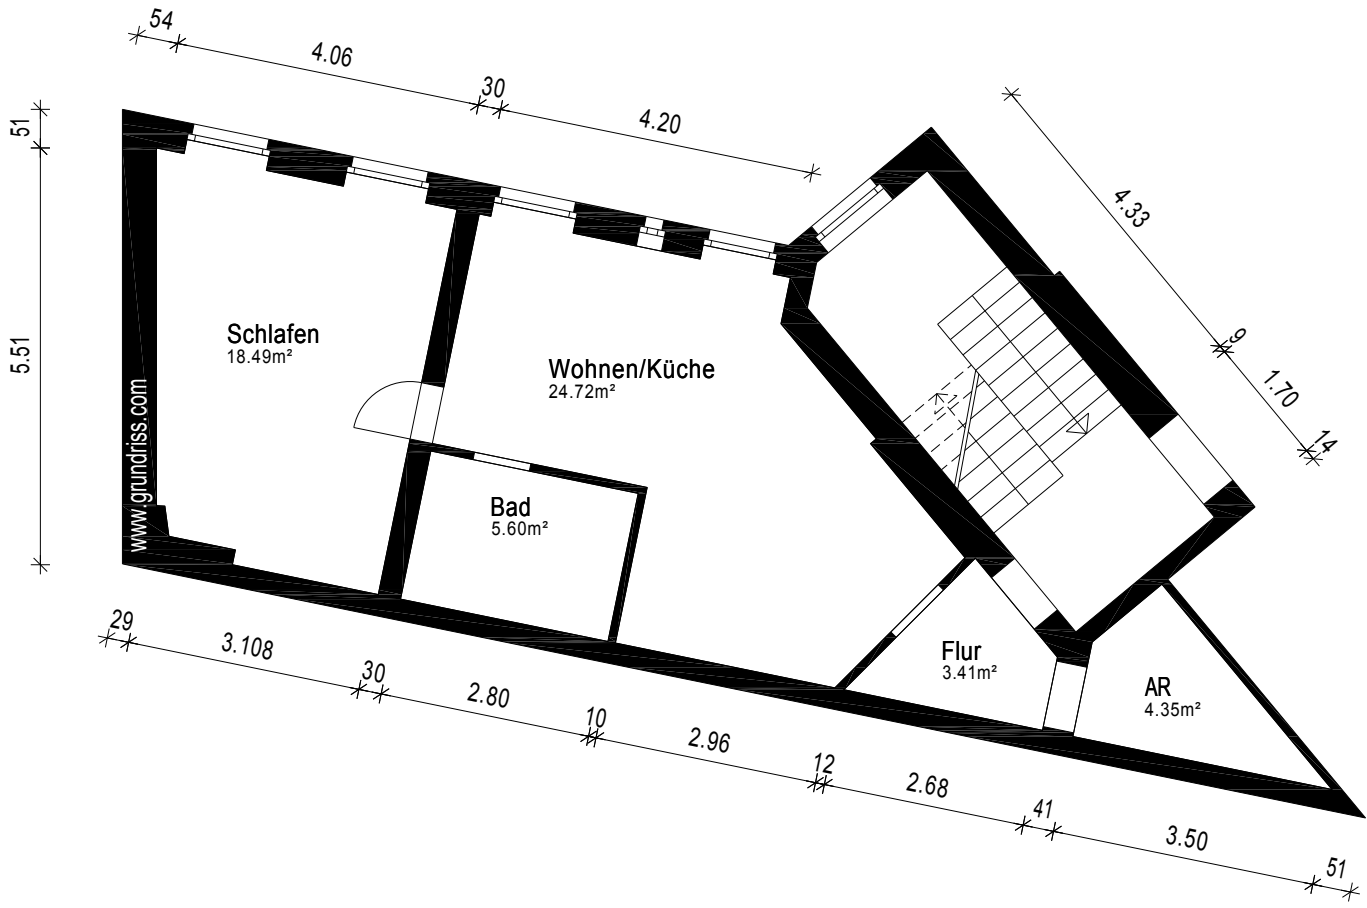 54
4.06
30
4.20
51
5.51
4.33
9
1.70
14
Schlafen
18.49m²
Wohnen/Küche
24.72m²
www.grundriss.com
Bad
5.60m²
Flur
3.41m²
AR
4.35m²
29
3.108
30
2.80
10
2.96
12
2.68
41
3.50
51